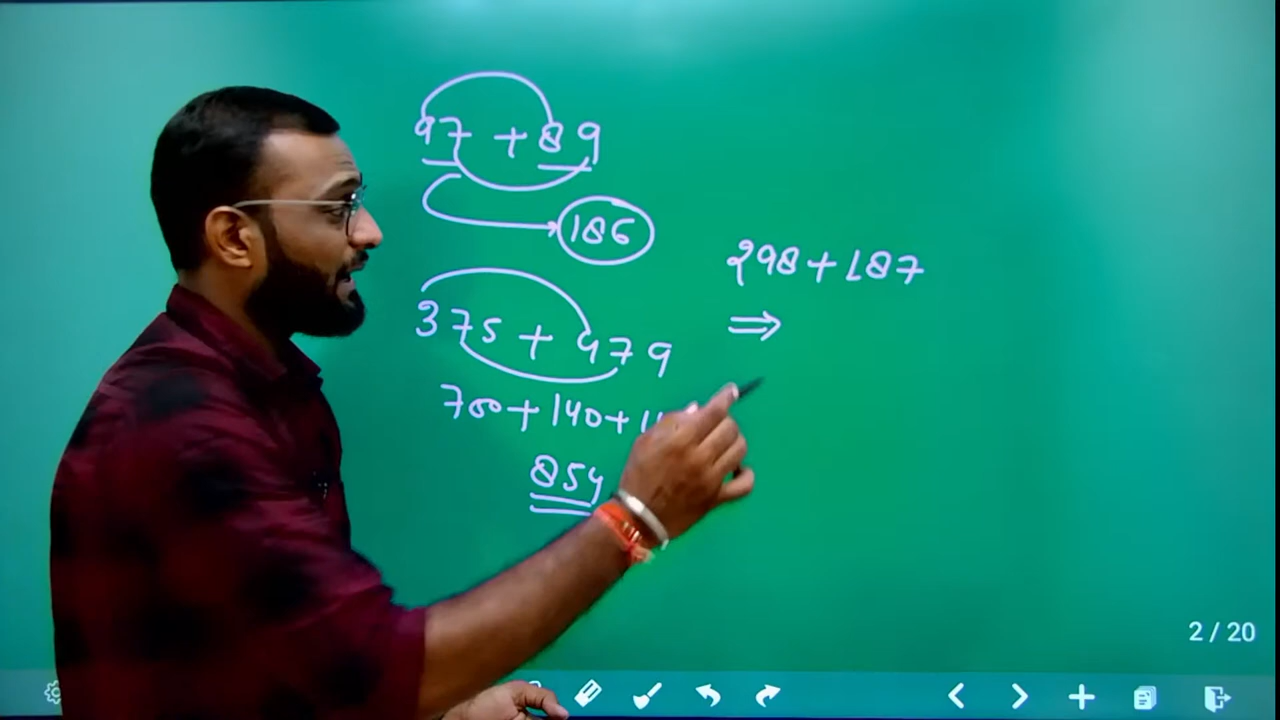 97 + 89
186
375 + 479
700 + 140 + 1
854
298 + 187
⇒
2 / 20